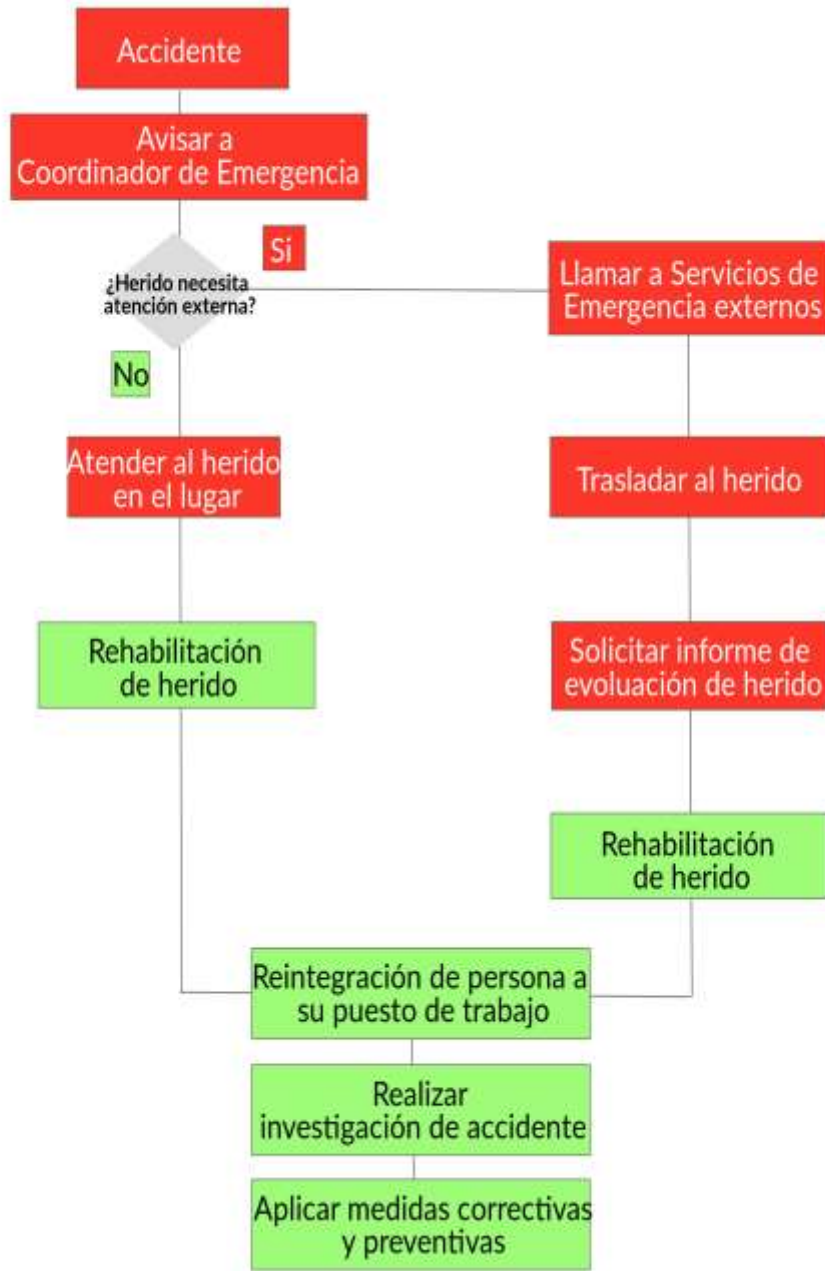 Accidente
Avisar a
Coordinador de Emergencia
Si
¿Herido necesita
atención externa?
Llamar a Servicios de
Emergencia externos
No
Atender al herido
en el lugar
Trasladar al herido
Rehabilitación
de herido
Solicitar informe de
evoluación de herido
Rehabilitación
de herido
Reintegración de persona a
su puesto de trabajo
Realizar
investigación de accidente
Aplicar medidas correctivas
y preventivas